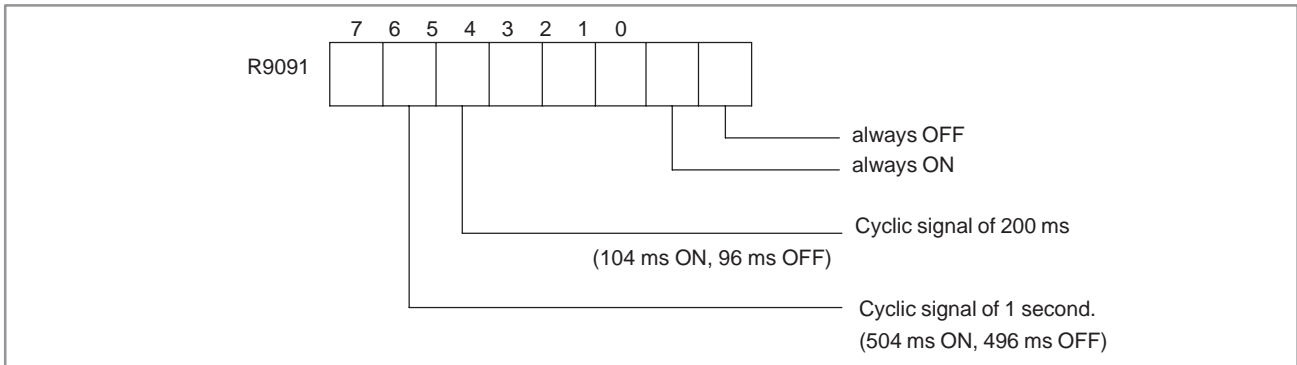 7 6 5 4 3 2 1 0
R9091
always OFF
always ON
Cyclic signal of 200 ms
(104 ms ON, 96 ms OFF)
Cyclic signal of 1 second.
(504 ms ON, 496 ms OFF)